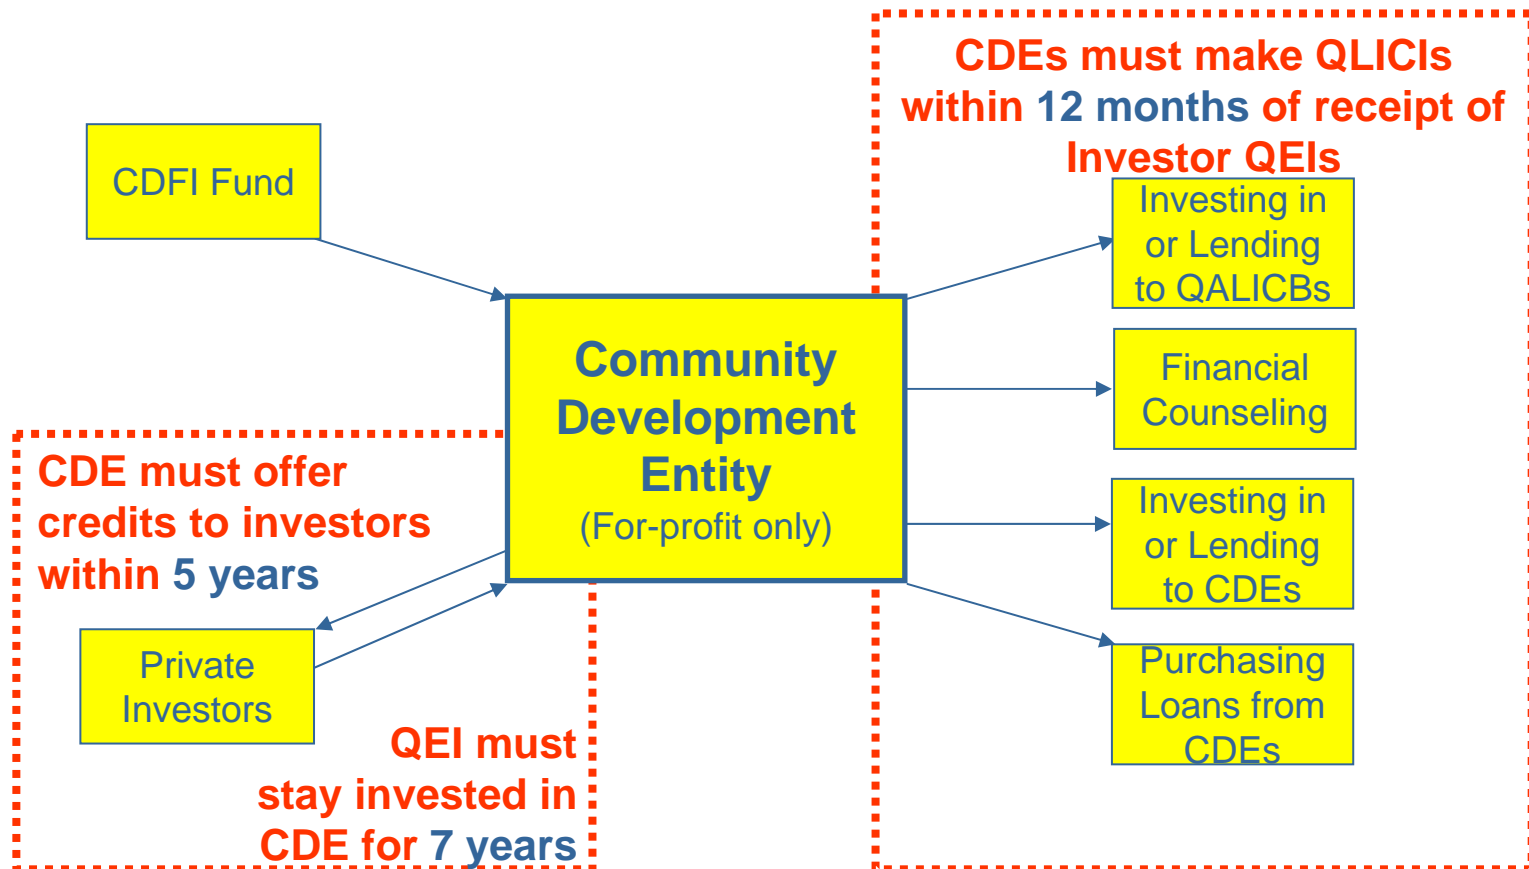 CDEs must make QLICIs
within 12 months of receipt of
Investor QEIs
CDFI Fund
Investing in
or Lending
to QALICBs
Community
Development
Entity
(For-profit only)
Financial
Counseling
CDE must offer
credits to investors
within 5 years
Investing in
or Lending
to CDEs
Private
Investors
Purchasing
Loans from
CDEs
QEI must
stay invested in
CDE for 7 years